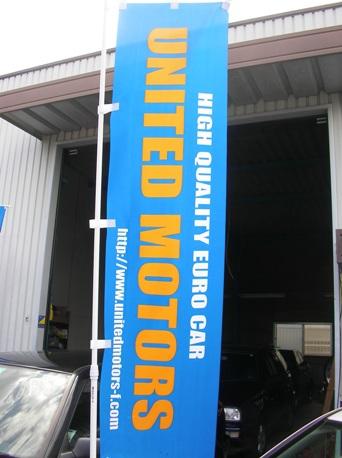 HIGH QUALITY EURO CAR
UNITED MOTORS
http://www.unitedmotors-f.com